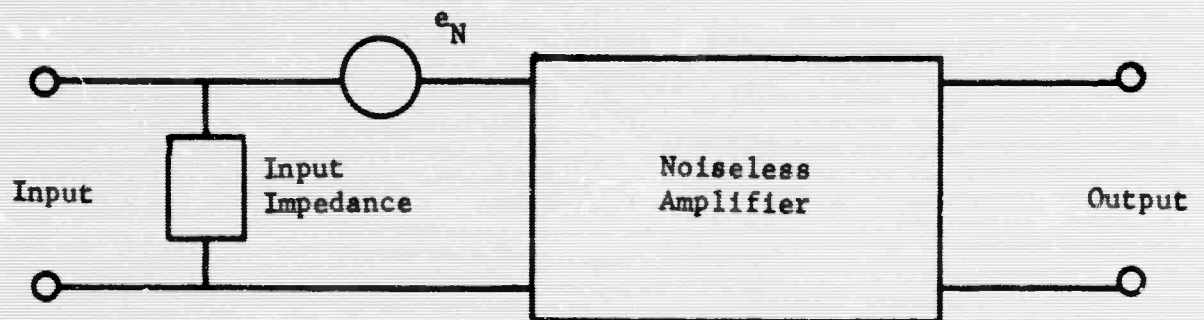 e_N
Input
Input
Impedance
Noiseless
Amplifier
Output